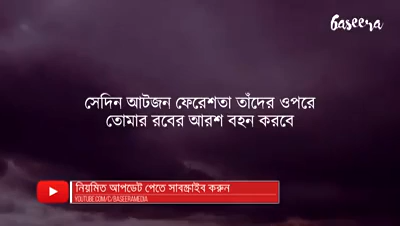 Baseera
সেদিন আটজন ফেরেশতা তাঁদের ওপরে
তোমার রবের আরশ বহন করবে
নিয়মিত আপডেট পেতে সাবস্ক্রাইব করুন
YOUTUBE.COM/C/BASEERAMEDIA